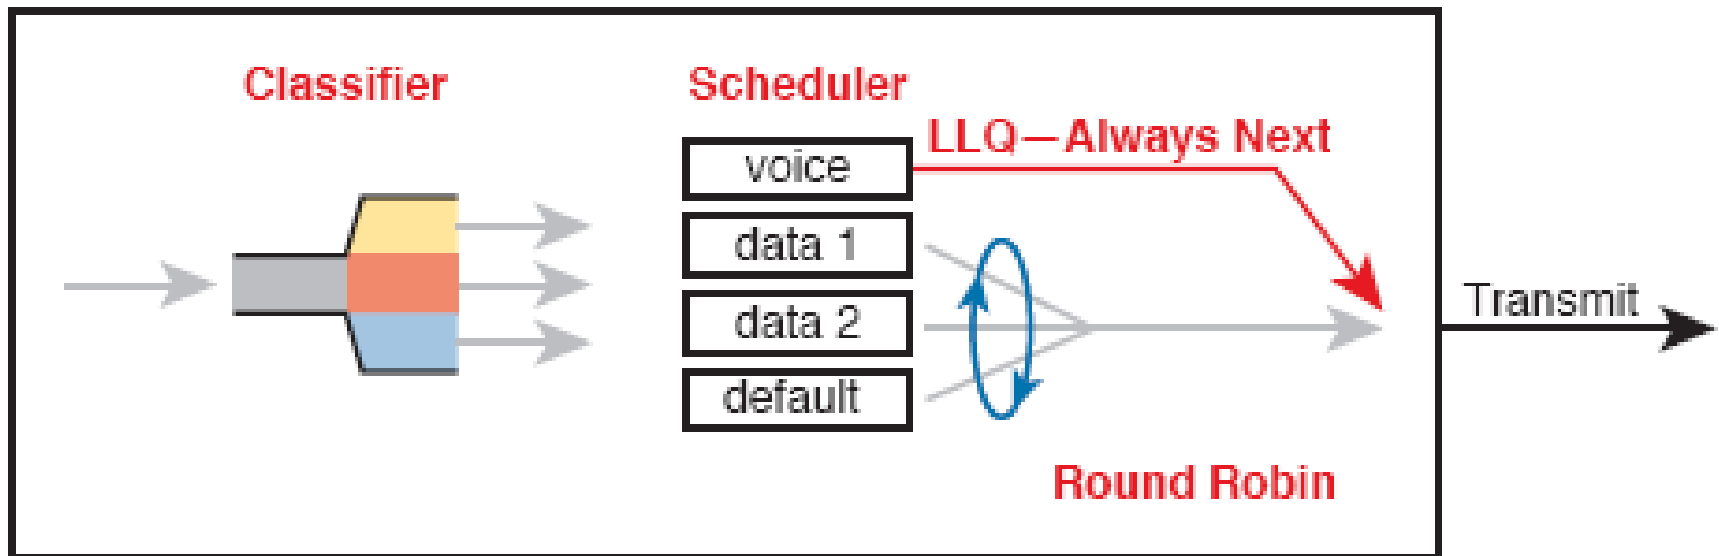 Classifier
Scheduler
LLQ—Always Next
voice
data 1
data 2
default
Transmit
Round Robin